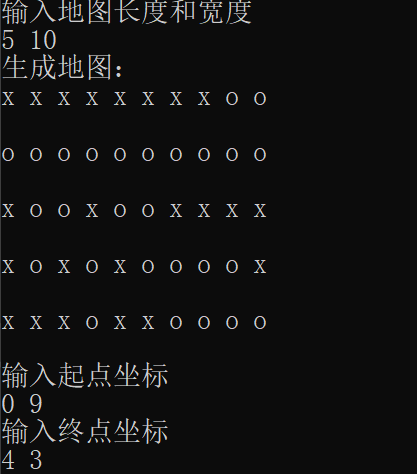 输入地图长度和宽度
5 10
生成地图：
x x x x x x x x o o
o o o o o o o o o o
x o o x o o x x x x
x o x o x o o o o x
x x x o x x o o o o
输入起点坐标
0 9
输入终点坐标
4 3